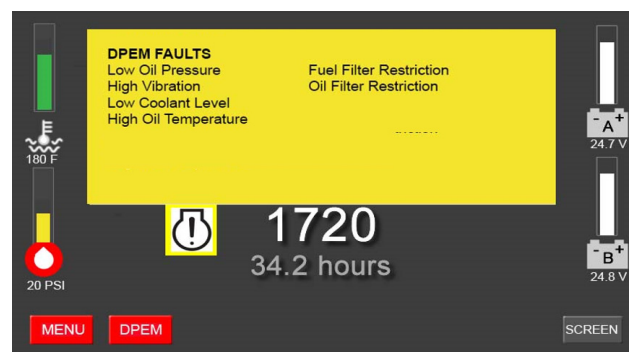 DPEM FAULTS
Low Oil Pressure
High Vibration
Low Coolant Level
High Oil Temperature
Fuel Filter Restriction
Oil Filter Restriction
180 F
20 PSI
1720
34.2 hours
- A +
24.7 V
- B +
24.8 V
MENU
DPEM
SCREEN